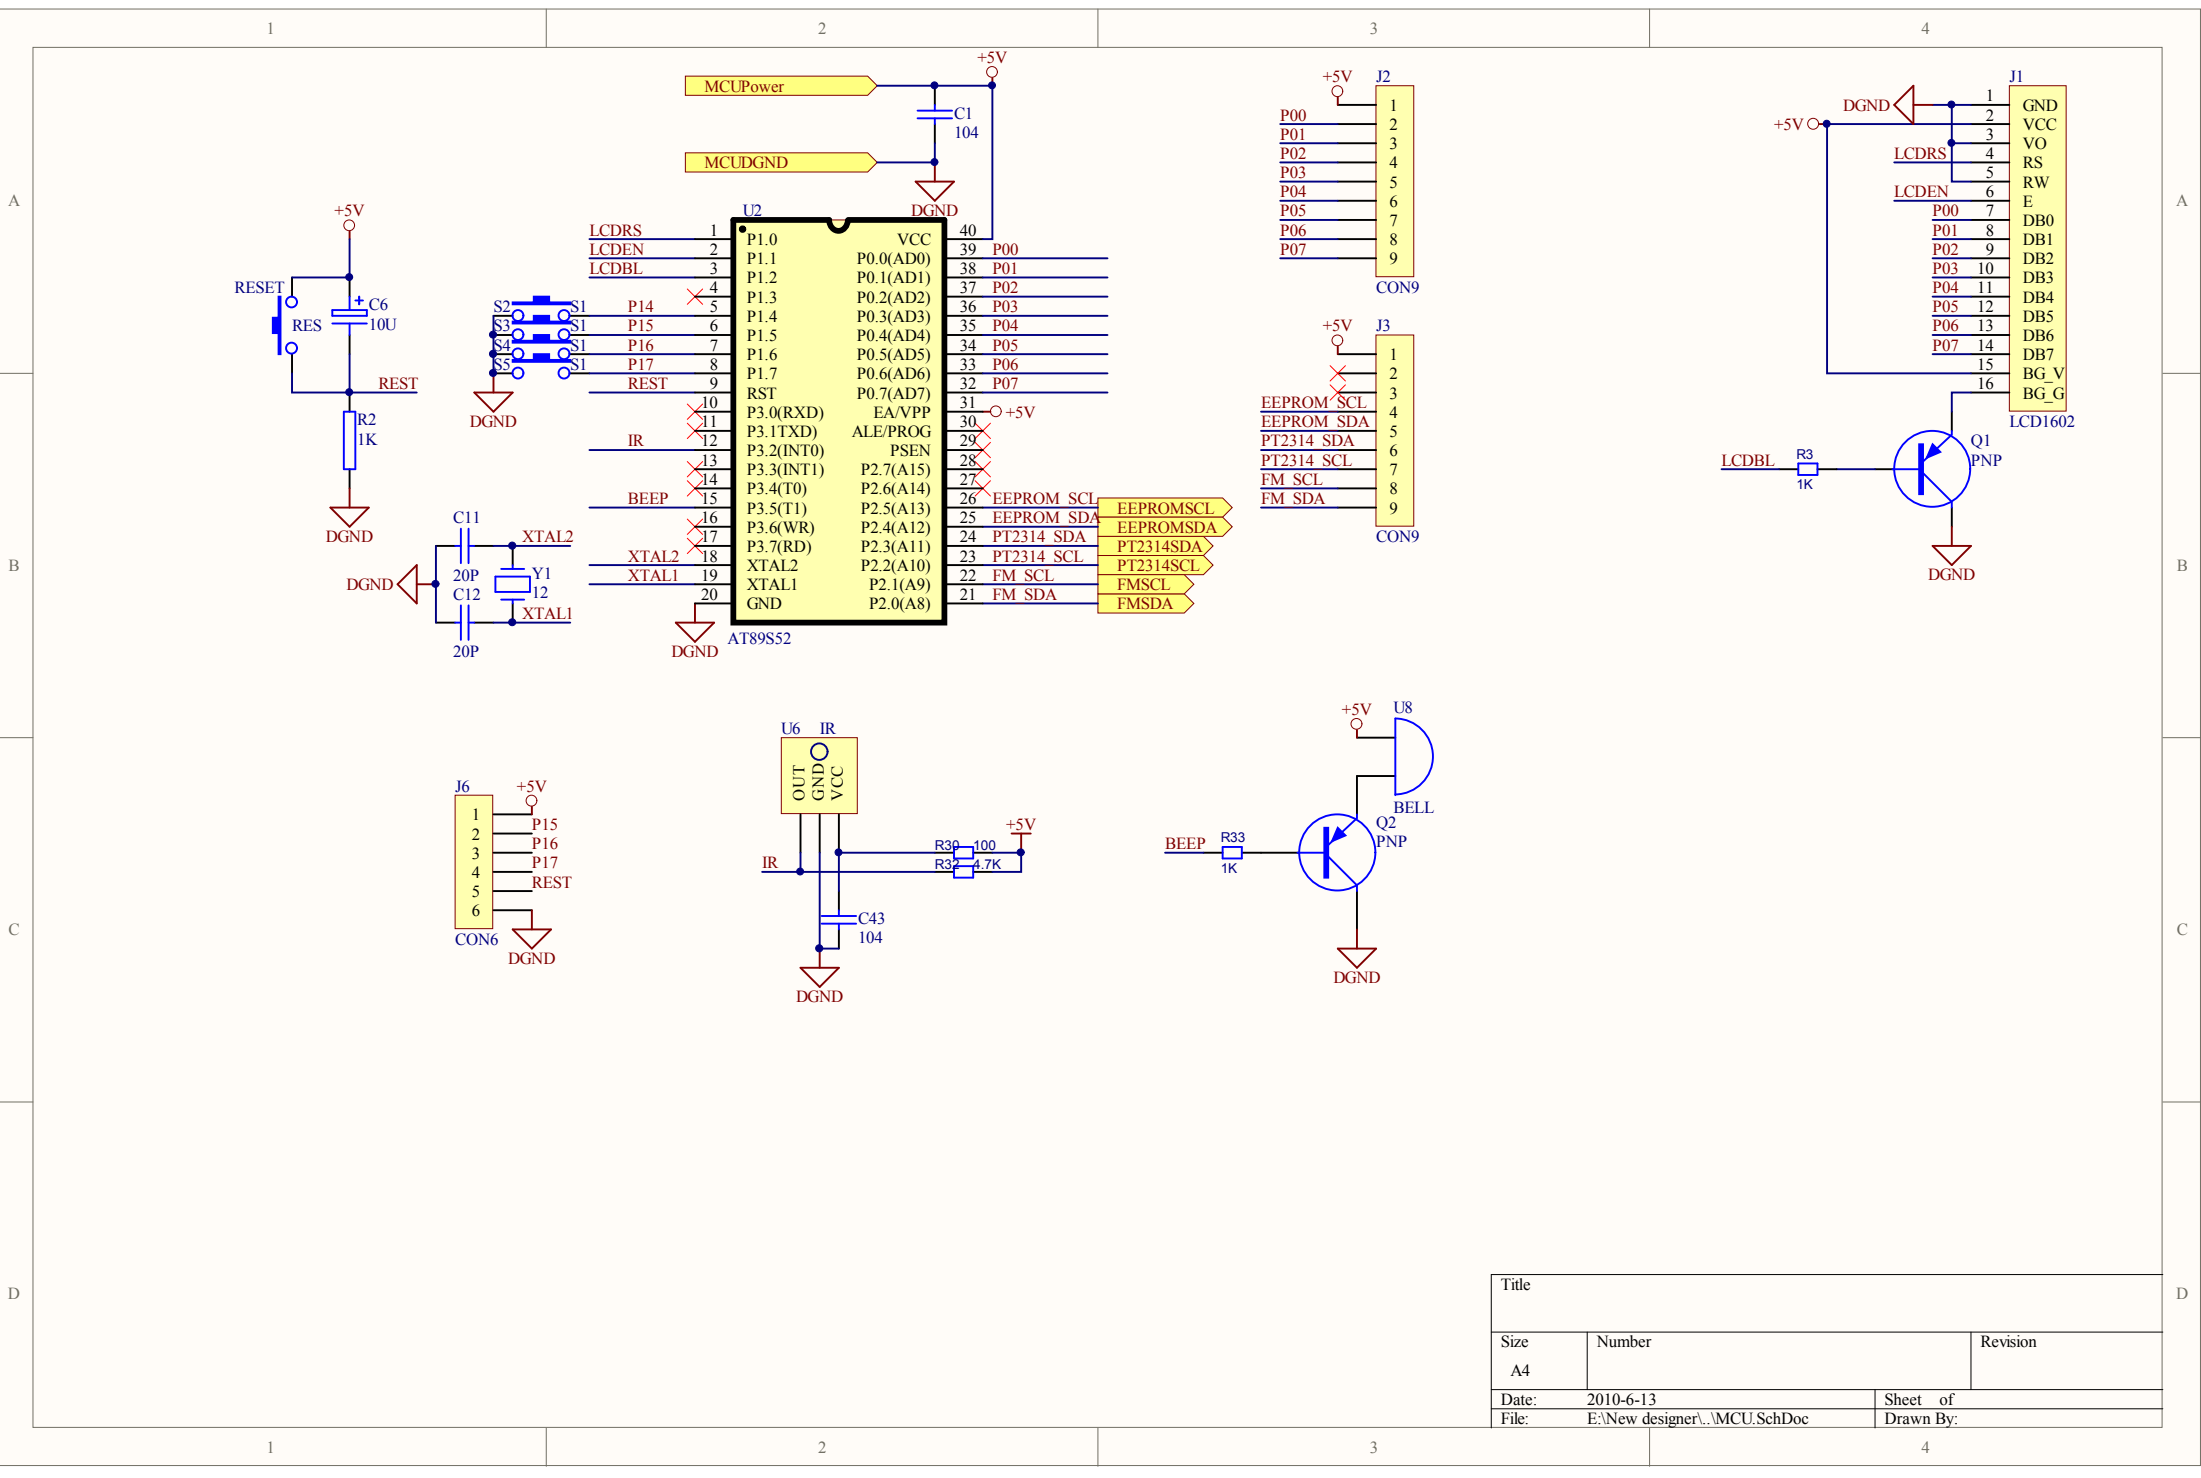 1 2 3 4
A A
B B
C C
D D
1 2 3 4
MCUPower
+5V
C1
104
MCUDGND
DGND
+5V
RESET
RES
C6
10U
REST
R2
1K
DGND
S2 S1
S3 S1
S4 S1
S5 S1
DGND
U2
LCDRS 1 P1.0
LCDEN 2 P1.1
LCDBL 3 P1.2
4 P1.3
P14 5 P1.4
P15 6 P1.5
P16 7 P1.6
P17 8 P1.7
REST 9 RST
10 P3.0(RXD)
11 P3.1TXD)
IR 12 P3.2(INT0)
13 P3.3(INT1)
14 P3.4(T0)
BEEP 15 P3.5(T1)
16 P3.6(WR)
17 P3.7(RD)
XTAL2 18 XTAL2
XTAL1 19 XTAL1
20 GND
DGND
VCC 40
P0.0(AD0) 39 P00
P0.1(AD1) 38 P01
P0.2(AD2) 37 P02
P0.3(AD3) 36 P03
P0.4(AD4) 35 P04
P0.5(AD5) 34 P05
P0.6(AD6) 33 P06
P0.7(AD7) 32 P07
EA/VPP 31 +5V
ALE/PROG 30
PSEN 29
P2.7(A15) 28
P2.6(A14) 27
P2.5(A13) 26 EEPROM_SCL EEPROMSCL
P2.4(A12) 25 EEPROM_SDA EEPROMSDA
P2.3(A11) 24 PT2314_SDA PT2314SDA
P2.2(A10) 23 PT2314_SCL PT2314SCL
P2.1(A9) 22 FM_SCL FMSCL
P2.0(A8) 21 FM_SDA FMSDA
AT89S52
C11
20P
XTAL2
DGND
Y1
12
C12
20P
XTAL1
+5V J2
1
P00 2
P01 3
P02 4
P03 5
P04 6
P05 7
P06 8
P07 9
CON9
+5V J3
1
2
3
EEPROM_SCL 4
EEPROM_SDA 5
PT2314_SDA 6
PT2314_SCL 7
FM_SCL 8
FM_SDA 9
CON9
J1
DGND 1 GND
+5V 2 VCC
3 VO
LCDRS 4 RS
5 RW
LCDEN 6 E
P00 7 DB0
P01 8 DB1
P02 9 DB2
P03 10 DB3
P04 11 DB4
P05 12 DB5
P06 13 DB6
P07 14 DB7
15 BG_V
16 BG_G
LCD1602
LCDBL R3
1K
Q1
PNP
DGND
J6 +5V
1
2 P15
3 P16
4 P17
5 REST
6
CON6
DGND
U6 IR
OUT
GND
VCC
IR
R30 100
R32 4.7K
+5V
C43
104
DGND
+5V U8
BELL
BEEP R33
1K
Q2
PNP
DGND
Title
Size Number Revision
A4
Date: 2010-6-13 Sheet of
File: E:\New designer\..\MCU.SchDoc Drawn By: